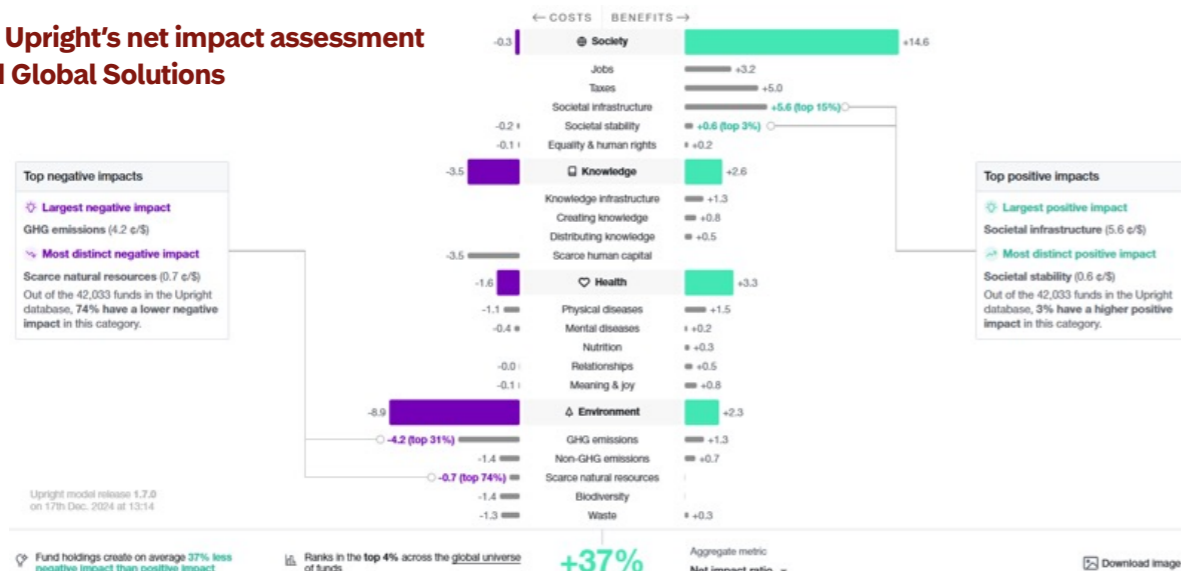 ← COSTS | BENEFITS →
Upright's net impact assessment
Global Solutions
-0.3 Society +14.6
Jobs +3.2
Taxes +5.0
Societal infrastructure +5.6 (top 15%)
-0.2 Societal stability +0.6 (top 3%)
-0.1 Equality & human rights +0.2
-3.5 Knowledge +2.6
Knowledge infrastructure +1.3
Creating knowledge +0.8
Distributing knowledge +0.5
-3.5 Scarce human capital
-1.6 Health +3.3
-1.1 Physical diseases +1.5
-0.4 Mental diseases +0.2
Nutrition +0.3
-0.0 Relationships +0.5
-0.1 Meaning & joy +0.8
-8.9 Environment +2.3
-4.2 (top 31%) GHG emissions +1.3
-1.4 Non-GHG emissions +0.7
-0.7 (top 74%) Scarce natural resources
-1.4 Biodiversity
-1.3 Waste +0.3
Top negative impacts
Largest negative impact
GHG emissions (4.2 ¢/$)
Most distinct negative impact
Scarce natural resources (0.7 ¢/$)
Out of the 42,033 funds in the Upright
database, 74% have a lower negative
impact in this category.
Top positive impacts
Largest positive impact
Societal infrastructure (5.6 ¢/$)
Most distinct positive impact
Societal stability (0.6 ¢/$)
Out of the 42,033 funds in the Upright
database, 3% have a higher positive
impact in this category.
Upright model release 1.7.0
on 17th Dec. 2024 at 13:14
Fund holdings create on average 37% less
negative impact than positive impact
Ranks in the top 4% across the global universe
of funds
+37%
Aggregate metric
Net impact ratio
Download image